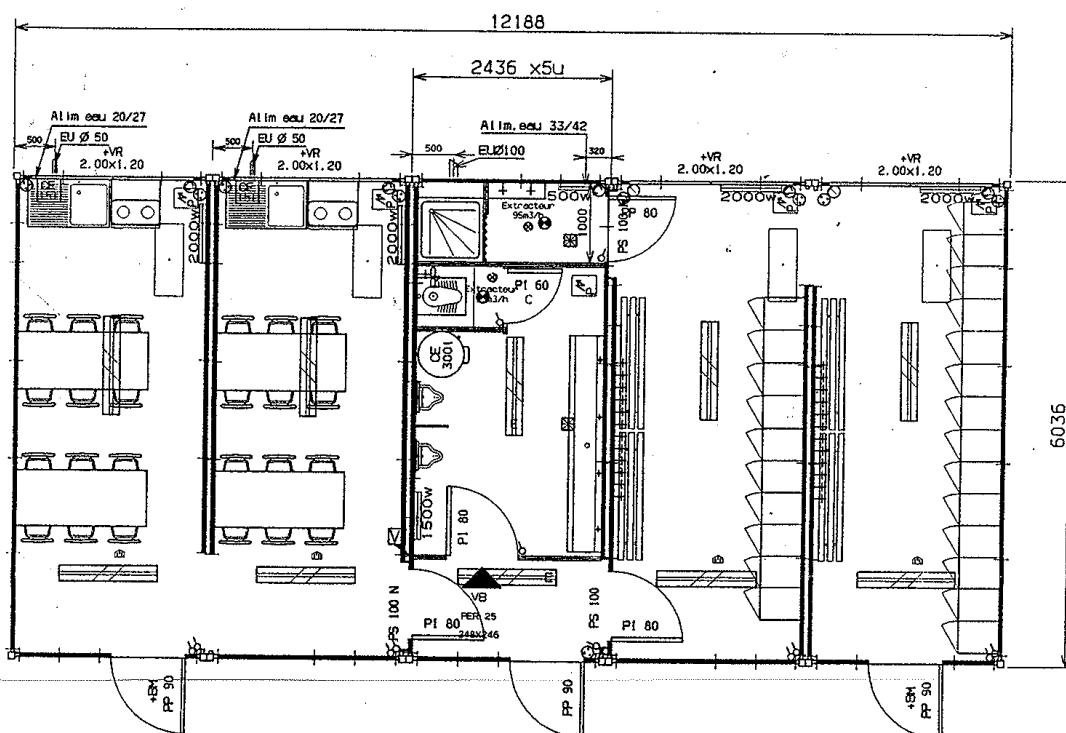 12188
2436 x5u
Alim eau 20/27
500
EU Ø 50
+VR
2.00x1.20
Alim eau 20/27
500
EU Ø 50
+VR
2.00x1.20
Alim.eau 33/42
500
EUØ100
320
+VR
2.00x1.20
+VR
2.00x1.20
2000w
2000w
500w
Extracteur
95m3/h
1000
PS 100 N
PP 80
2000w
2000w
Extracteur
m3/h
PI 60
C
CE
300l
1500w
PI 80
6036
VB
PER 25
248X246
PS 100 N
PI 80
PS 100
PI 80
+BM
PP 90
PP 90
+BM
PP 90